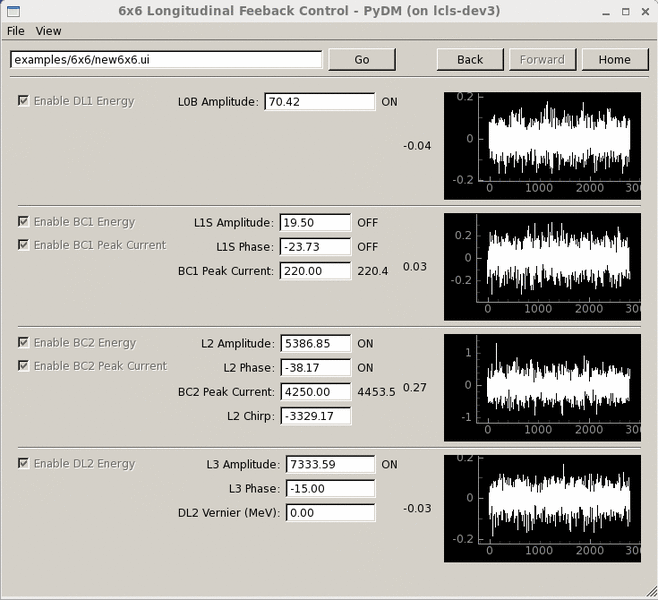 6x6 Longitudinal Feeback Control - PyDM (on lcls-dev3)
File View
examples/6x6/new6x6.ui Go Back Forward Home
Enable DL1 Energy L0B Amplitude: 70.42 ON
-0.04
0.2
0
-0.2
0 1000 2000 300
Enable BC1 Energy L1S Amplitude: 19.50 OFF
Enable BC1 Peak Current L1S Phase: -23.73 OFF
BC1 Peak Current: 220.00 220.4 0.03
0.2
0
-0.2
0 1000 2000 300
Enable BC2 Energy L2 Amplitude: 5386.85 ON
Enable BC2 Peak Current L2 Phase: -38.17 ON
BC2 Peak Current: 4250.00 4453.5 0.27
L2 Chirp: -3329.17
1
0
-1
0 1000 2000 300
Enable DL2 Energy L3 Amplitude: 7333.59 ON
L3 Phase: -15.00
DL2 Vernier (MeV): 0.00 -0.03
0.2
0
-0.2
0 1000 2000 300